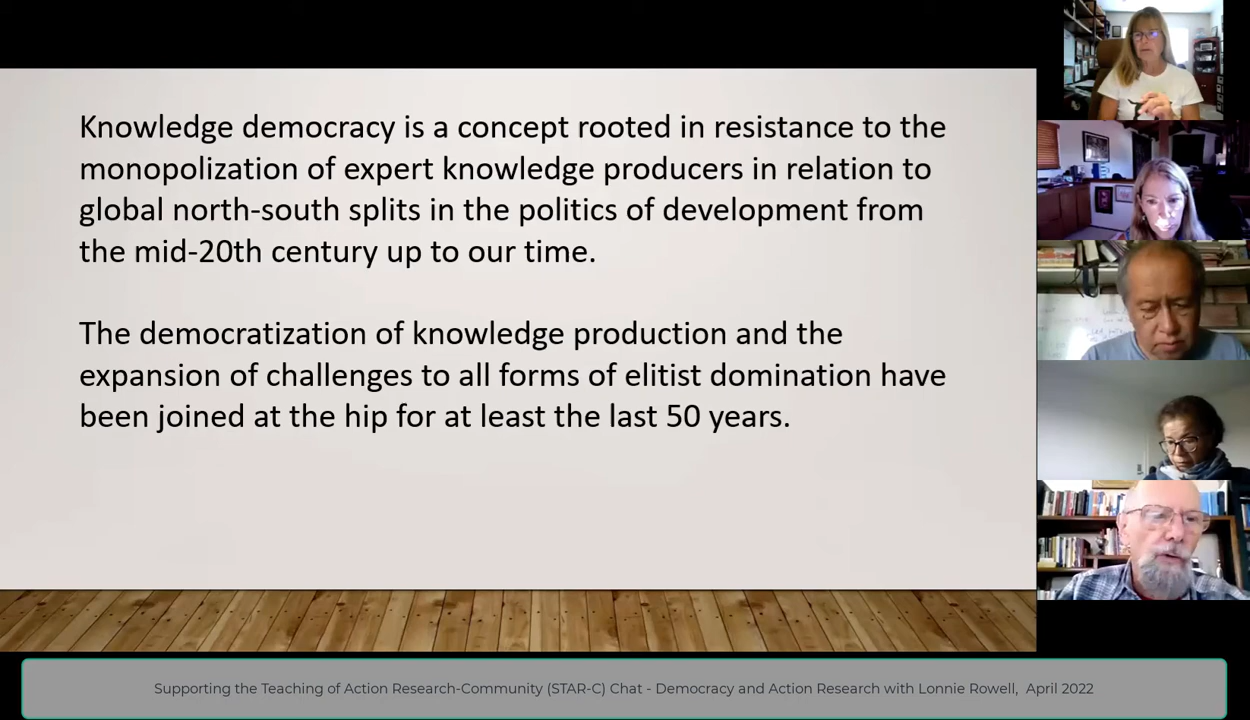 Knowledge democracy is a concept rooted in resistance to the
monopolization of expert knowledge producers in relation to
global north-south splits in the politics of development from
the mid-20th century up to our time.
The democratization of knowledge production and the
expansion of challenges to all forms of elitist domination have
been joined at the hip for at least the last 50 years.
Supporting the Teaching of Action Research-Community (STAR-C) Chat - Democracy and Action Research with Lonnie Rowell, April 2022